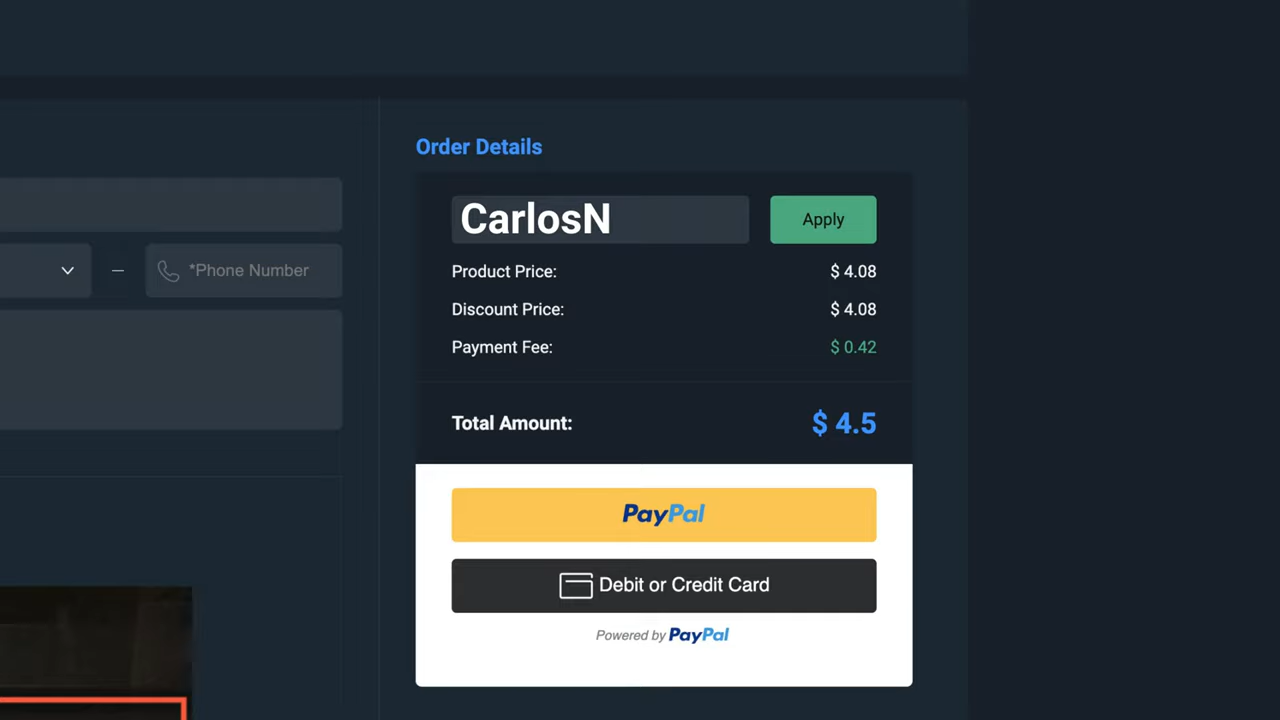 Order Details
CarlosN
Apply
*Phone Number
Product Price: $ 4.08
Discount Price: $ 4.08
Payment Fee: $ 0.42
Total Amount: $ 4.5
PayPal
Debit or Credit Card
Powered by PayPal